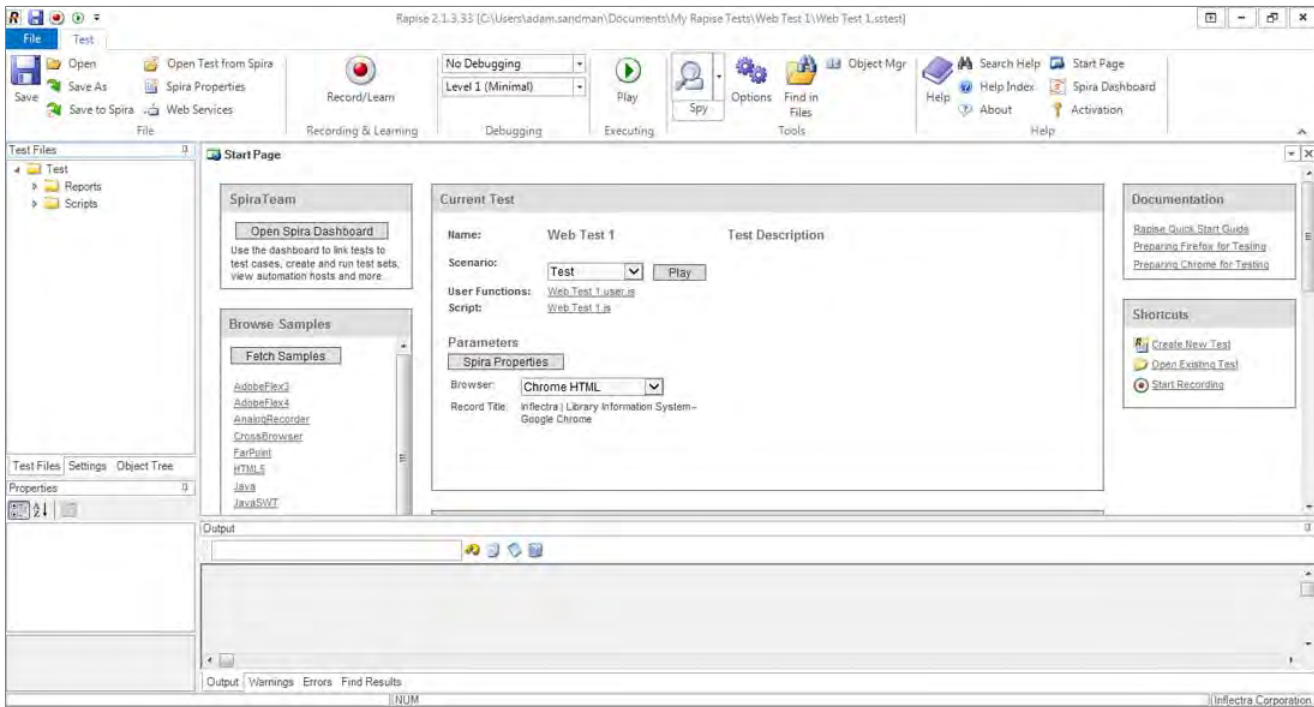 Rapise 2.1.3.33 [C:\Users\adam.sandman\Documents\My Rapise Tests\Web Test 1\Web Test 1.sstest]
File
Test
Save
Open
Save As
Save to Spira
Open Test from Spira
Spira Properties
Web Services
File
Record/Learn
Recording & Learning
No Debugging
Level 1 (Minimal)
Debugging
Play
Executing
Spy
Options
Find in
Files
Object Mgr
Tools
Help
Search Help
Help Index
About
Start Page
Spira Dashboard
Activation
Help
Test Files
Test
Reports
Scripts
Test Files
Settings
Object Tree
Properties
Start Page
SpiraTeam
Open Spira Dashboard
Use the dashboard to link tests to
test cases, create and run test sets,
view automation hosts and more
Browse Samples
Fetch Samples
AdobeFlex3
AdobeFlex4
AnalogRecorder
CrossBrowser
FarPoint
HTML5
Java
JavaSWT
Current Test
Name: Web Test 1 Test Description
Scenario: Test Play
User Functions: Web Test 1.user.js
Script: Web Test 1.js
Parameters
Spira Properties
Browser: Chrome HTML
Record Title: Inflectra | Library Information System -
Google Chrome
Documentation
Rapise Quick Start Guide
Preparing Firefox for Testing
Preparing Chrome for Testing
Shortcuts
Create New Test
Open Existing Test
Start Recording
Output
Output
Warnings
Errors
Find Results
NUM
Inflectra Corporation